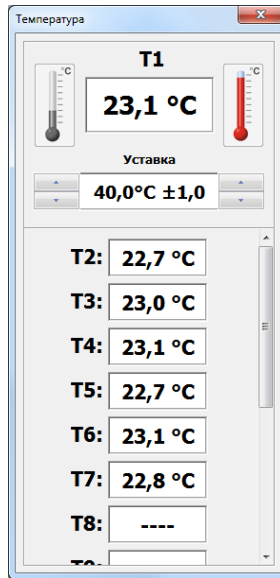 Температура
T1
°C
23,1 °C
°C
Уставка
40,0°C ±1,0
T2: 22,7 °C
T3: 23,0 °C
T4: 23,1 °C
T5: 22,7 °C
T6: 23,1 °C
T7: 22,8 °C
T8: ----